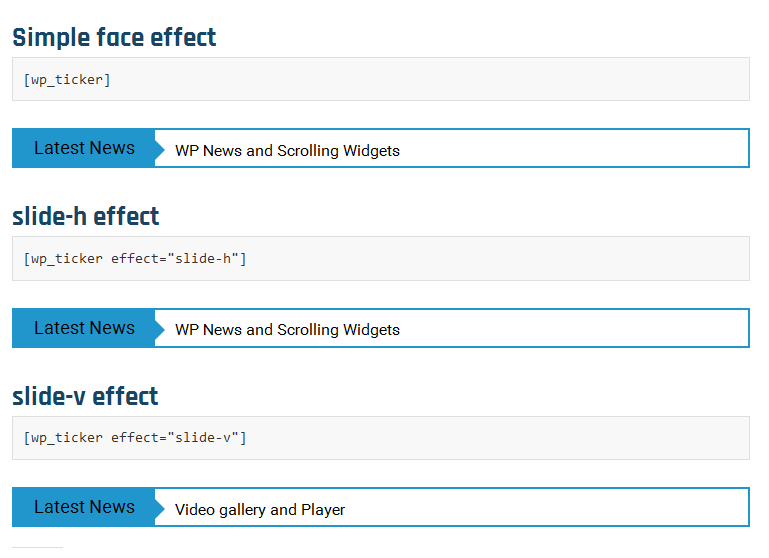 Simple face effect
[wp_ticker]
Latest News
WP News and Scrolling Widgets
slide-h effect
[wp_ticker effect="slide-h"]
Latest News
WP News and Scrolling Widgets
slide-v effect
[wp_ticker effect="slide-v"]
Latest News
Video gallery and Player